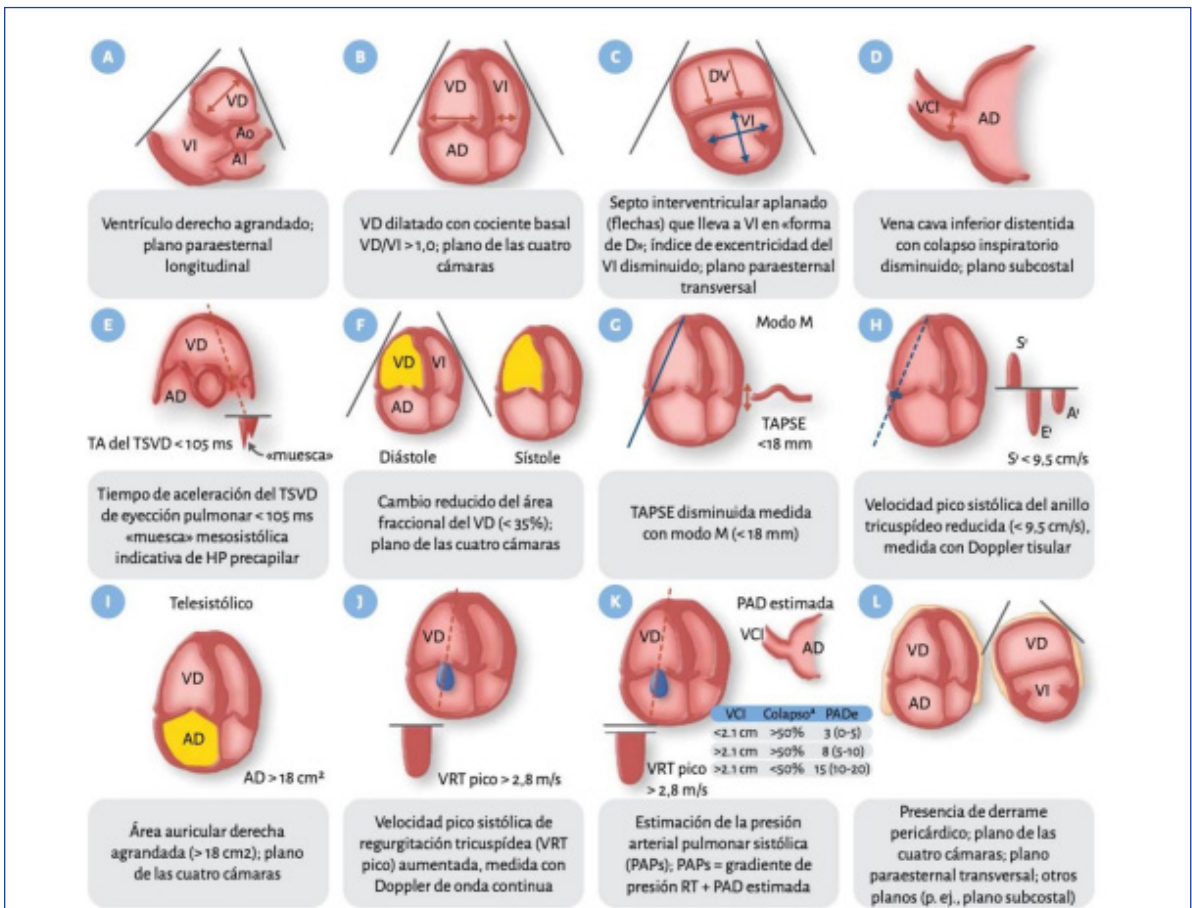 A
VD
Ao
VI
AI
Ventrículo derecho agrandado;
plano paraesternal
longitudinal
B
VD
VI
AD
VD dilatado con cociente basal
VD/VI > 1,0; plano de las cuatro
cámaras
C
DV
VI
Septo interventricular aplanado
(flechas) que lleva a VI en «forma
de D»; índice de excentricidad del
VI disminuido; plano paraesternal
transversal
D
VCI
AD
Vena cava inferior distentida
con colapso inspiratorio
disminuido; plano subcostal
E
VD
AD
TA del TSVD < 105 ms
«muesca»
Tiempo de aceleración del TSVD
de eyección pulmonar < 105 ms
«muesca» mesosistólica
indicativa de HP precapilar
F
VD
VI
AD
Diástole
Sístole
Cambio reducido del área
fraccional del VD (< 35%);
plano de las cuatro cámaras
G
Modo M
TAPSE
<18 mm
TAPSE disminuida medida
con modo M (< 18 mm)
H
S'
E'
A'
S' < 9,5 cm/s
Velocidad pico sistólica del anillo
tricuspídeo reducida (< 9,5 cm/s),
medida con Doppler tisular
I
Telesistólico
VD
AD
AD > 18 cm²
Área auricular derecha
agrandada (> 18 cm2); plano
de las cuatro cámaras
J
VD
VRT pico > 2,8 m/s
Velocidad pico sistólica de
regurgitación tricuspídea (VRT
pico) aumentada, medida con
Doppler de onda continua
K
PAD estimada
VD
VCI
AD
VCI Colapsoª PADe
<2.1 cm >50% 3 (0-5)
>2.1 cm >50% 8 (5-10)
>2.1 cm <50% 15 (10-20)
VRT pico
> 2,8 m/s
Estimación de la presión
arterial pulmonar sistólica
(PAPs); PAPs = gradiente de
presión RT + PAD estimada
L
VD
AD
VD
VI
Presencia de derrame
pericárdico; plano de las
cuatro cámaras; plano
paraesternal transversal; otros
planos (p. ej., plano subcostal)